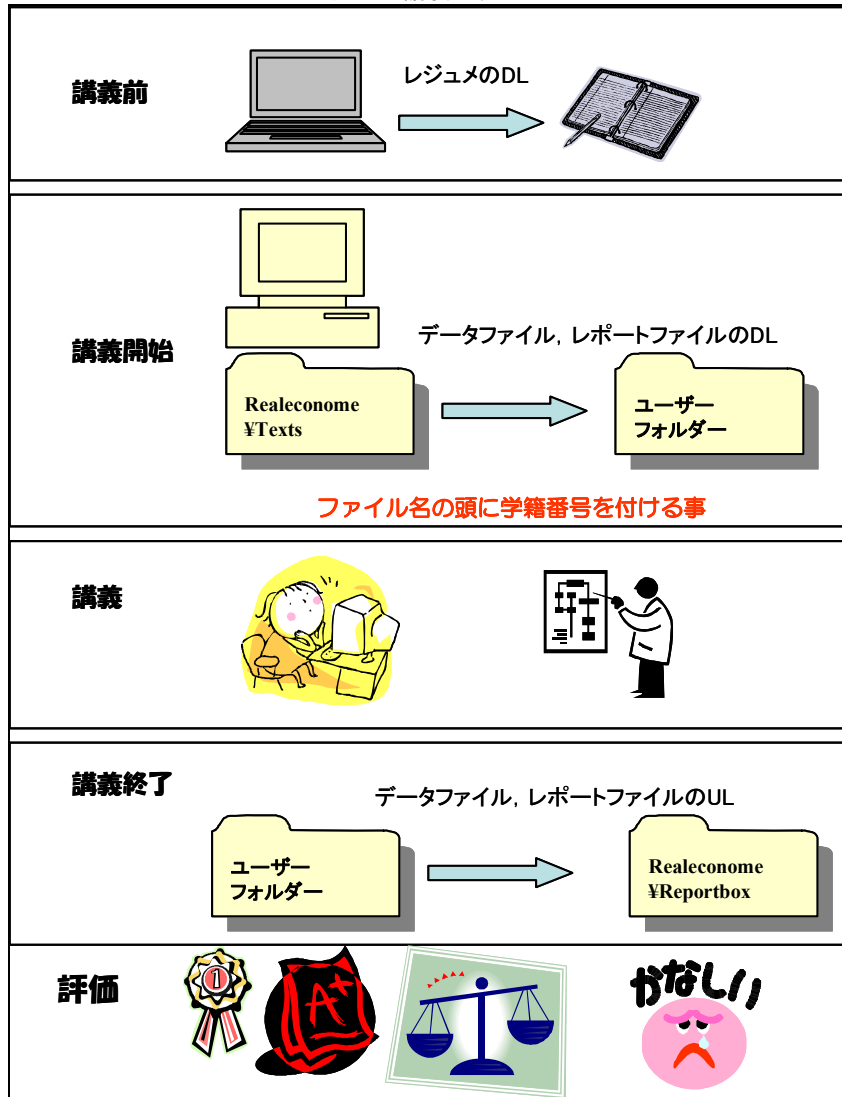 講義前
レジュメのDL
講義開始
データファイル，レポートファイルのDL
Realeconome
¥Texts
ユーザー
フォルダー
ファイル名の頭に学籍番号を付ける事
講義
講義終了
データファイル，レポートファイルのUL
ユーザー
フォルダー
Realeconome
¥Reportbox
評価
1
A+
かなしい